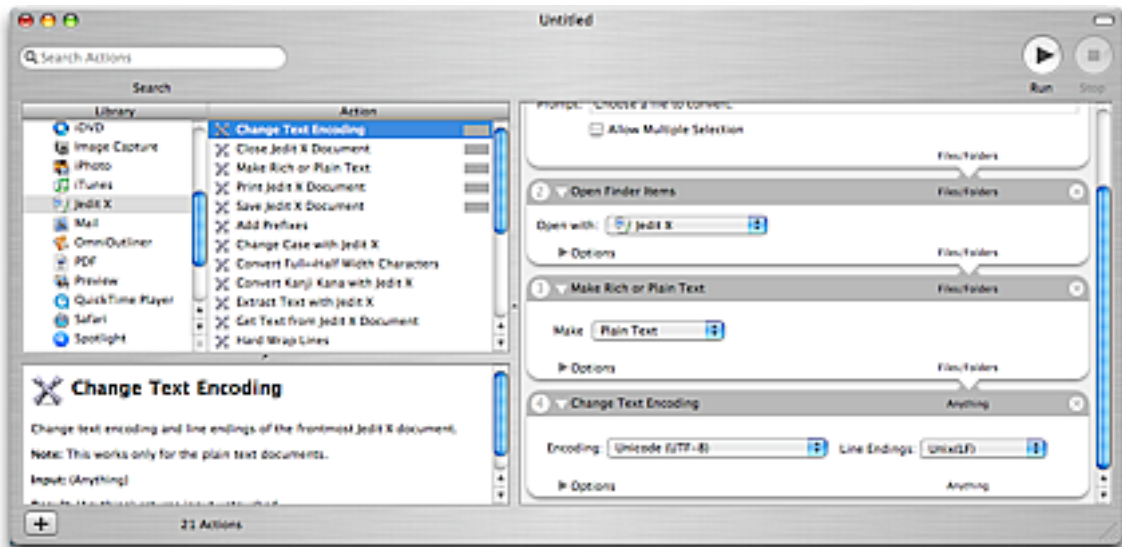 Untitled
Search Actions
Search
Run
Stop
Library
Action
iDVD
Image Capture
iPhoto
iTunes
Jedit X
Mail
OmniOutliner
PDF
Preview
QuickTime Player
Safari
Spotlight
Change Text Encoding
Close Jedit X Document
Make Rich or Plain Text
Print Jedit X Document
Save Jedit X Document
Add Prefixes
Change Case with Jedit X
Convert Full=Half Width Characters
Convert Kanji Kana with Jedit X
Extract Text with Jedit X
Get Text from Jedit X Document
Hard Wrap Lines
Change Text Encoding
Change text encoding and line endings of the frontmost Jedit X document.
Note: This works only for the plain text documents.
Input: (Anything)
21 Actions
Prompt: Choose a file to convert.
Allow Multiple Selection
Files/Folders
2 Open Finder Items Files/Folders
Open with: Jedit X
Options Files/Folders
3 Make Rich or Plain Text Files/Folders
Make Plain Text
Options Files/Folders
4 Change Text Encoding Anything
Encoding: Unicode (UTF-8) Line Endings: Unix(LF)
Options Anything